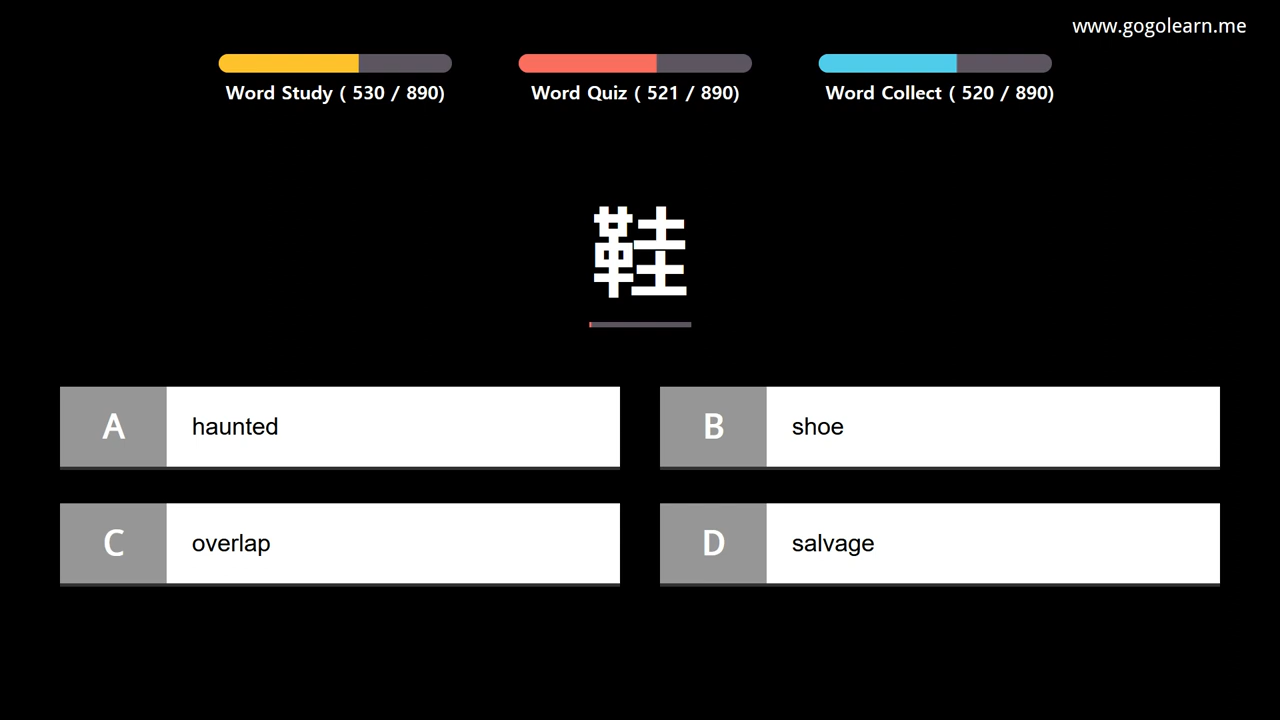 www.gogolearn.me
Word Study ( 530 / 890) Word Quiz ( 521 / 890) Word Collect ( 520 / 890)
鞋
A haunted
B shoe
C overlap
D salvage